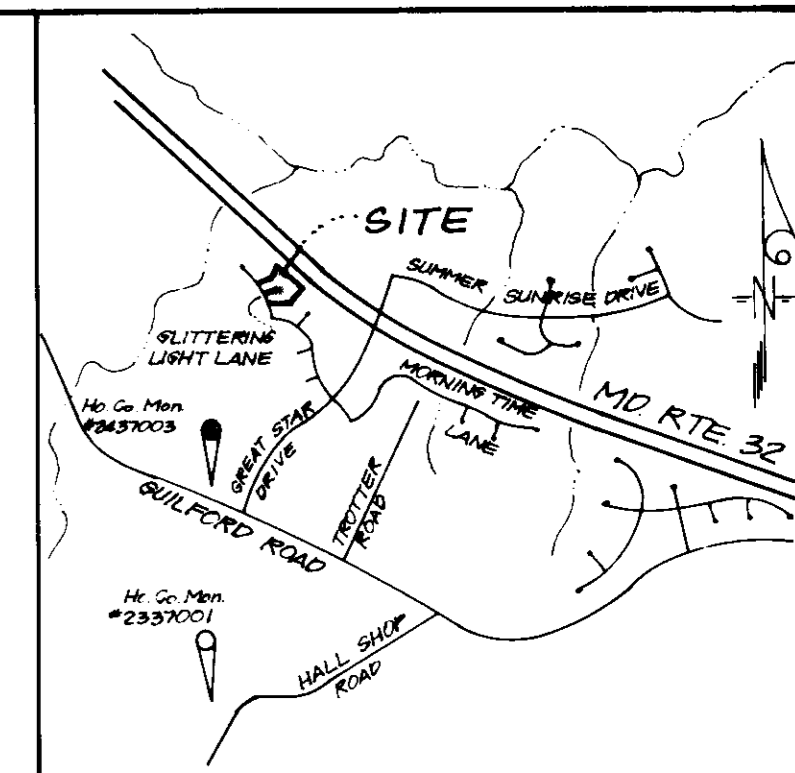 SITE
SUMMER
SUNRISE DRIVE
GLITTERING
LIGHT LANE
MORNING TIME
LANE
MD. RTE. 32
Ho. Co. Mon.
#2437003
GREAT STAR
DRIVE
TROTTER
ROAD
GUILFORD ROAD
Ho. Co. Mon.
#2337001
HALL SHOP
ROAD
N